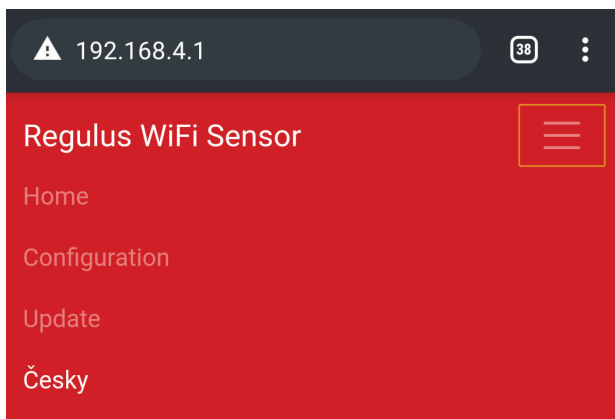 192.168.4.1
38
Regulus WiFi Sensor
Home
Configuration
Update
Česky